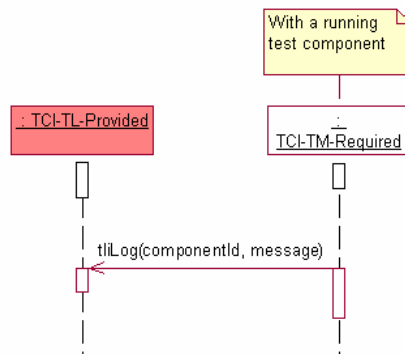 With a running
test component
: TCI-TL-Provided
:
TCI-TM-Required
tliLog(componentId, message)